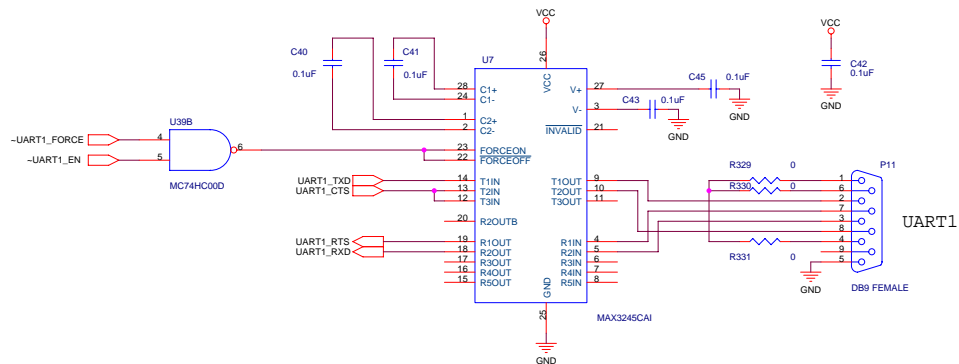 VCC
VCC
C40
0.1uF
C41
0.1uF
U7
26
VCC
C42
0.1uF
GND
28 C1+
24 C1-
1 C2+
2 C2-
V+ 27
V- 3
INVALID 21
C45 0.1uF
GND
C43 0.1uF
GND
U39B
~UART1_FORCE 4
~UART1_EN 5
6
MC74HC00D
23 FORCEON
22 FORCEOFF
UART1_TXD 14 T1IN
UART1_CTS 13 T2IN
12 T3IN
20 R2OUTB
UART1_RTS 19 R1OUT
UART1_RXD 18 R2OUT
17 R3OUT
16 R4OUT
15 R5OUT
T1OUT 9
T2OUT 10
T3OUT 11
R1IN 4
R2IN 5
R3IN 6
R4IN 7
R5IN 8
GND
25
GND
MAX3245CAI
R329 0
R330 0
R331 0
GND
P11
1
6
2
7
3
8
4
9
5
DB9 FEMALE
UART1